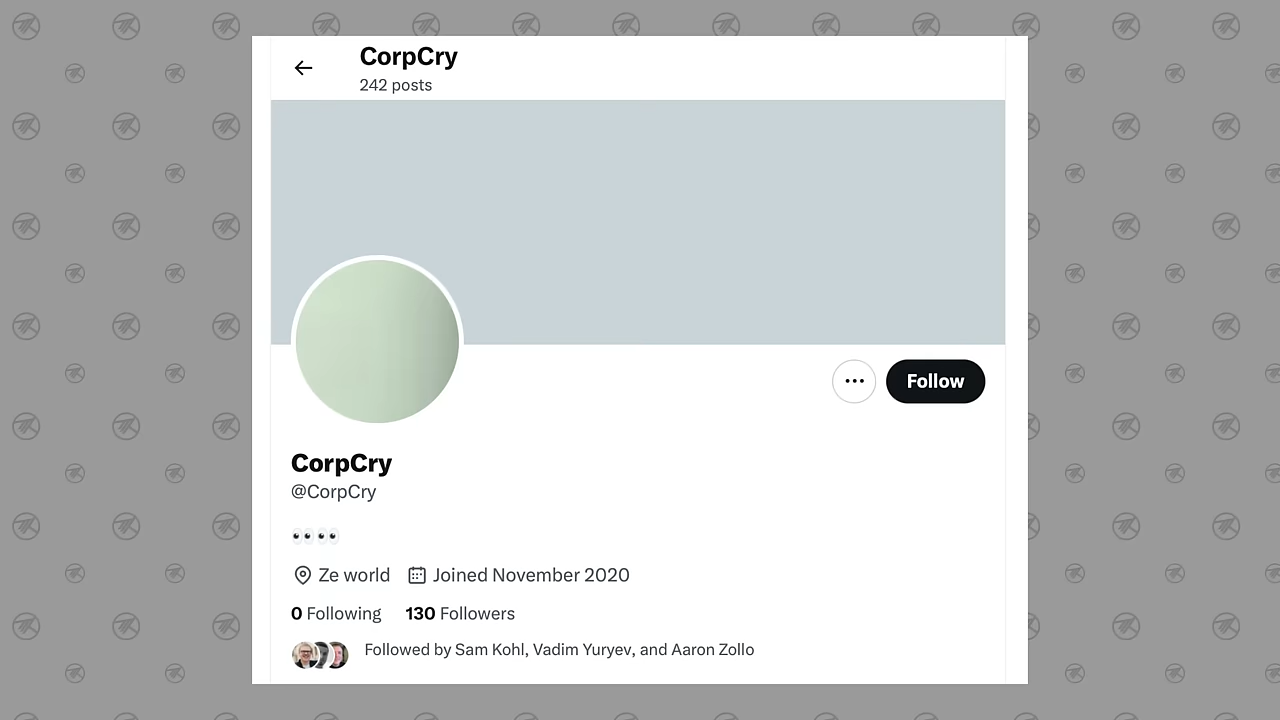 CorpCry
242 posts
Follow
CorpCry
@CorpCry
👀👀
Ze world Joined November 2020
0 Following 130 Followers
Followed by Sam Kohl, Vadim Yuryev, and Aaron Zollo